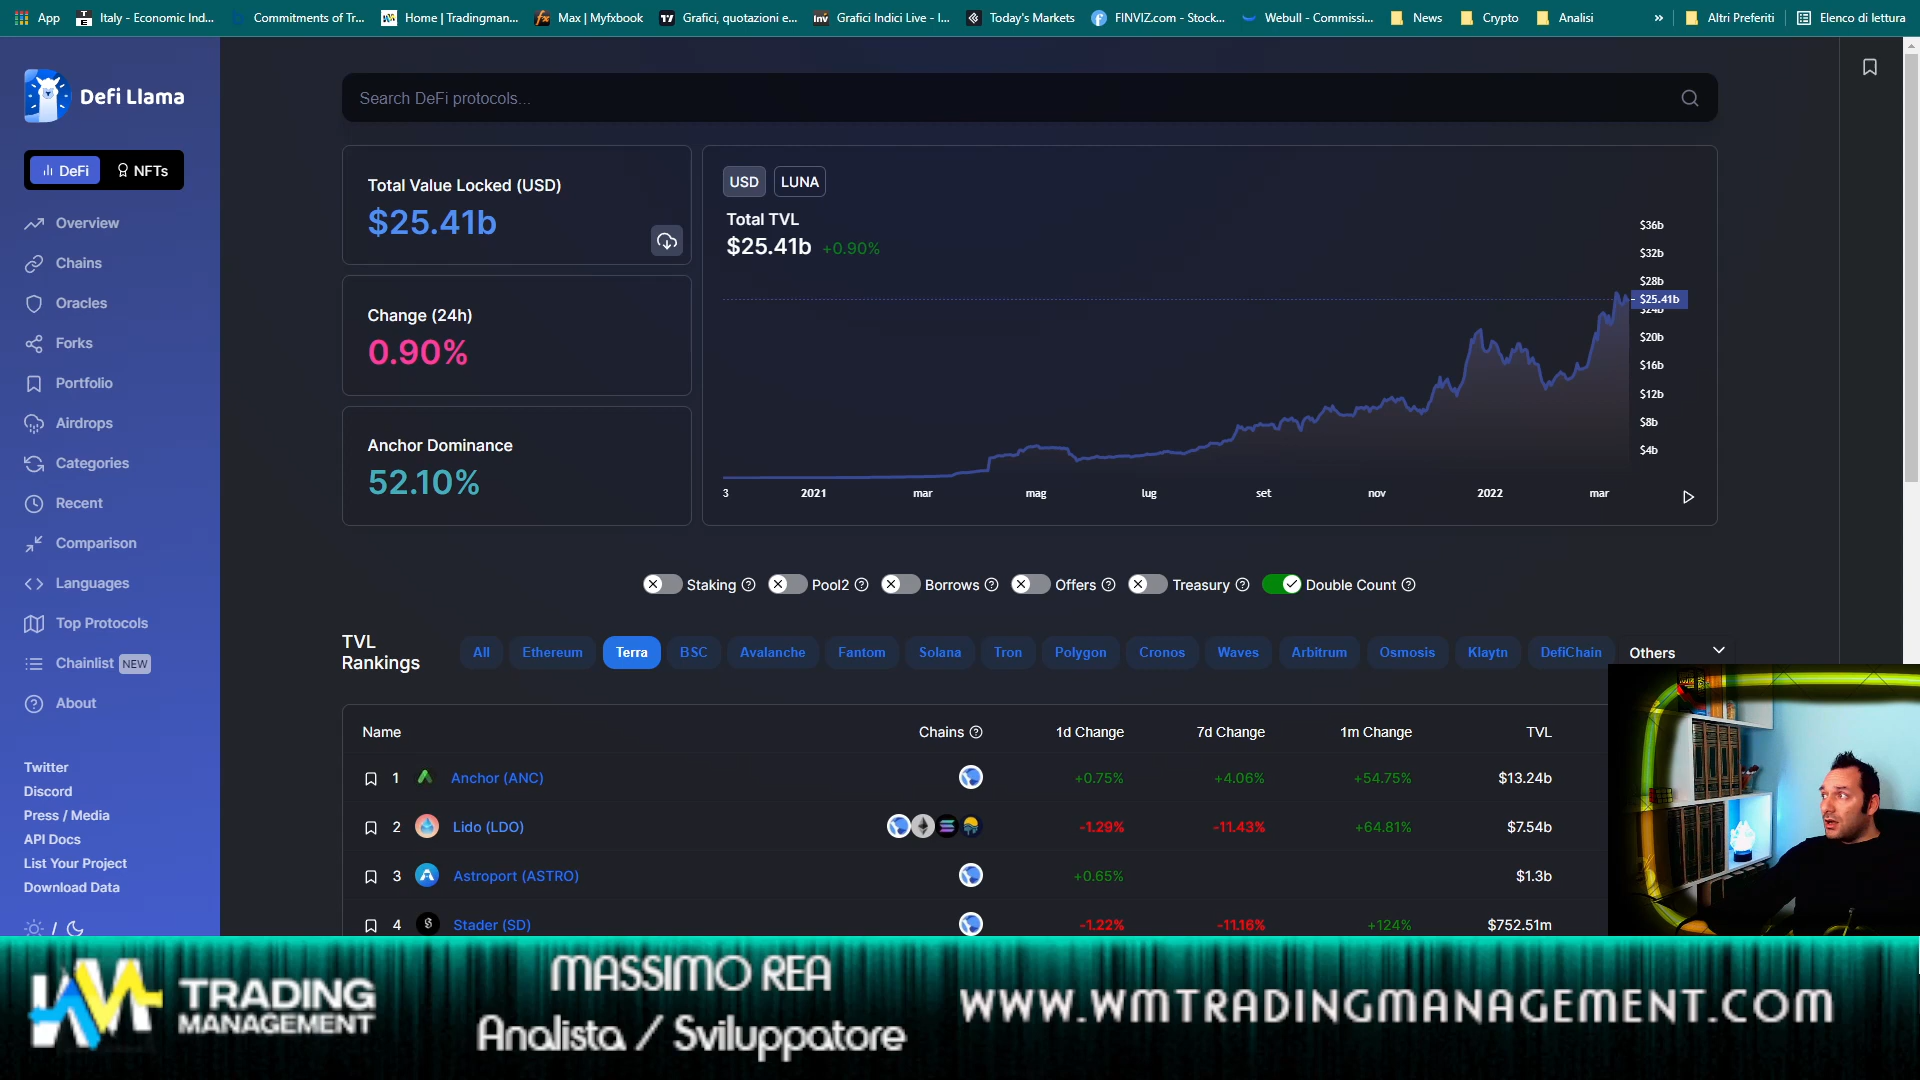 App
Italy - Economic Ind...
Commitments of Tr...
Home | Tradingman...
Max | Myfxbook
Grafici, quotazioni e...
Grafici Indici Live - I...
Today's Markets
FINVIZ.com - Stock...
Webull - Commissi...
News
Crypto
Analisi
»
Altri Preferiti
Elenco di lettura
Defi Llama
DeFi
NFTs
Overview
Chains
Oracles
Forks
Portfolio
Airdrops
Categories
Recent
Comparison
Languages
Top Protocols
Chainlist NEW
About
Twitter
Discord
Press / Media
API Docs
List Your Project
Download Data
/
Search DeFi protocols...
Total Value Locked (USD)
$25.41b
Change (24h)
0.90%
Anchor Dominance
52.10%
USD LUNA
Total TVL
$25.41b +0.90%
$36b
$32b
$28b
$25.41b
$24b
$20b
$16b
$12b
$8b
$4b
3 2021 mar mag lug set nov 2022 mar
Staking Pool2 Borrows Offers Treasury Double Count
TVL
Rankings
All Ethereum Terra BSC Avalanche Fantom Solana Tron Polygon Cronos Waves Arbitrum Osmosis Klaytn DefiChain Others
Name Chains 1d Change 7d Change 1m Change TVL
1 Anchor (ANC) +0.75% +4.06% +54.75% $13.24b
2 Lido (LDO) -1.29% -11.43% +64.81% $7.54b
3 Astroport (ASTRO) +0.65% $1.3b
4 Stader (SD) -1.22% -11.16% +124% $752.51m
WM TRADING
MANAGEMENT
MASSIMO REA
Analista / Sviluppatore
WWW.WMTRADINGMANAGEMENT.COM